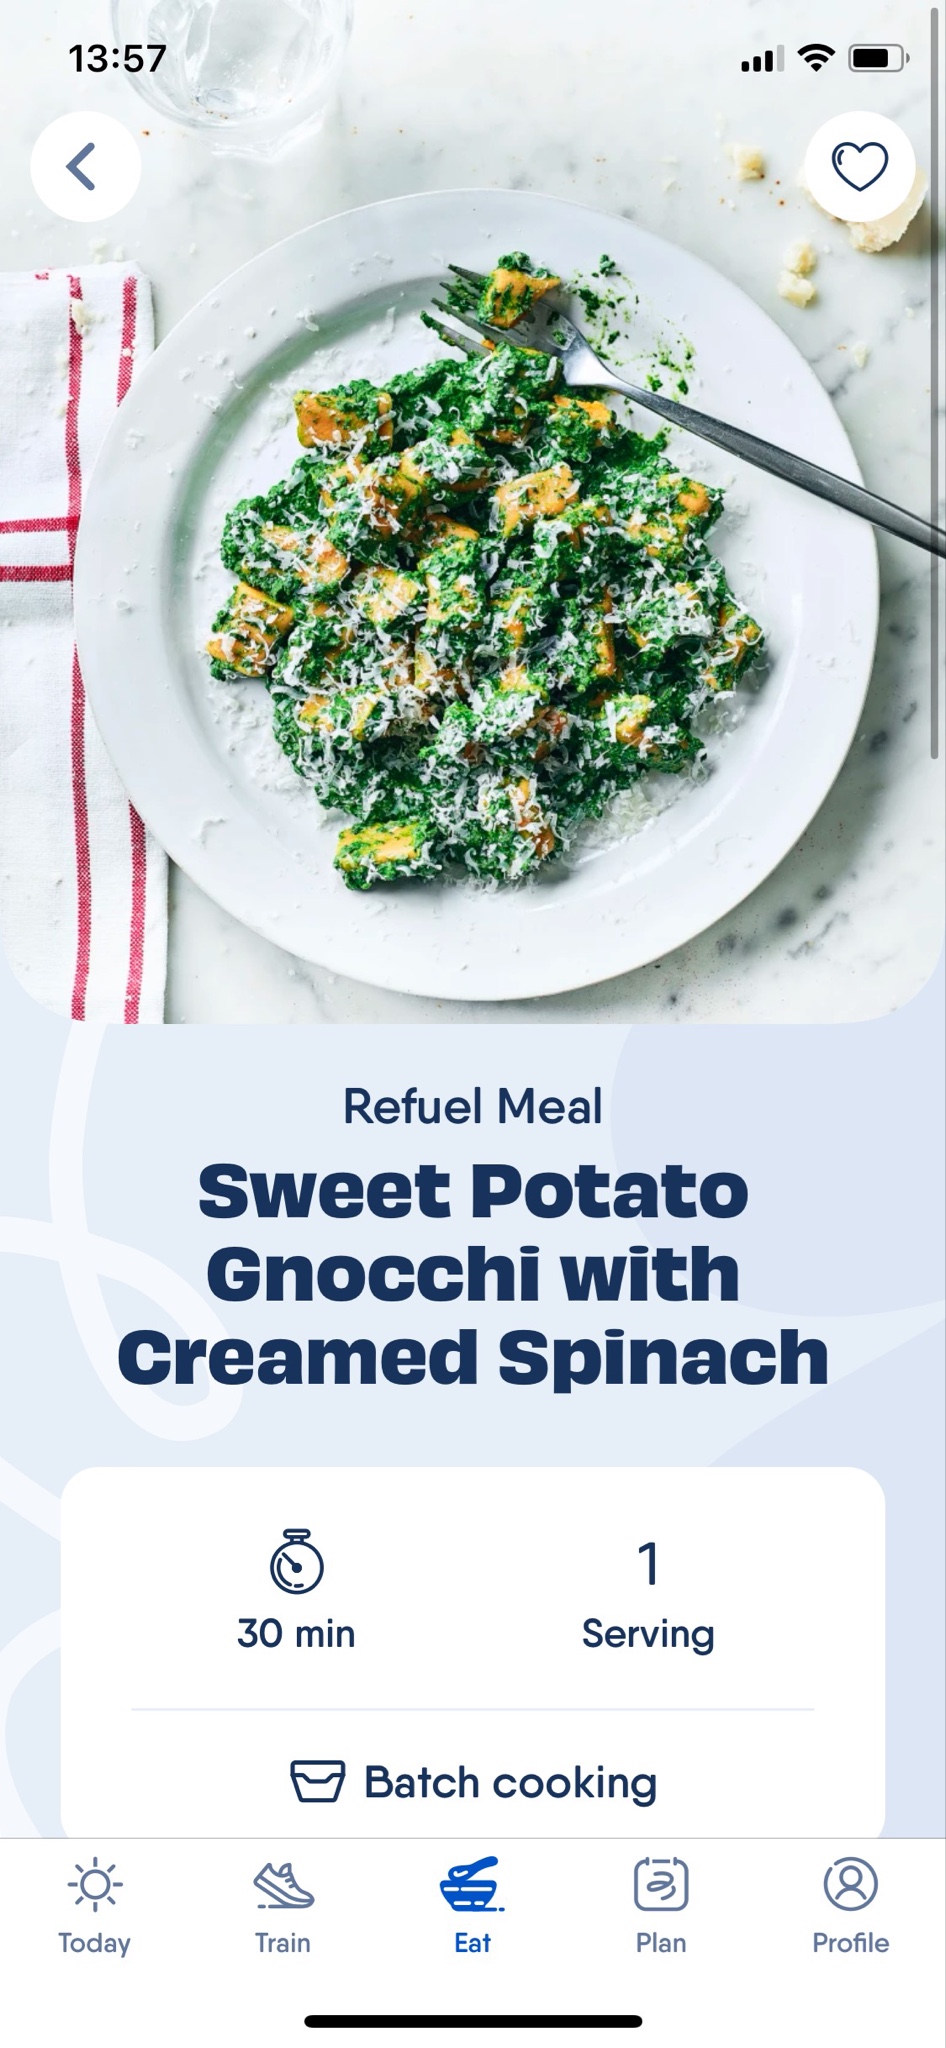 13:57
Refuel Meal
Sweet Potato
Gnocchi with
Creamed Spinach
30 min
1
Serving
Batch cooking
Today
Train
Eat
Plan
Profile